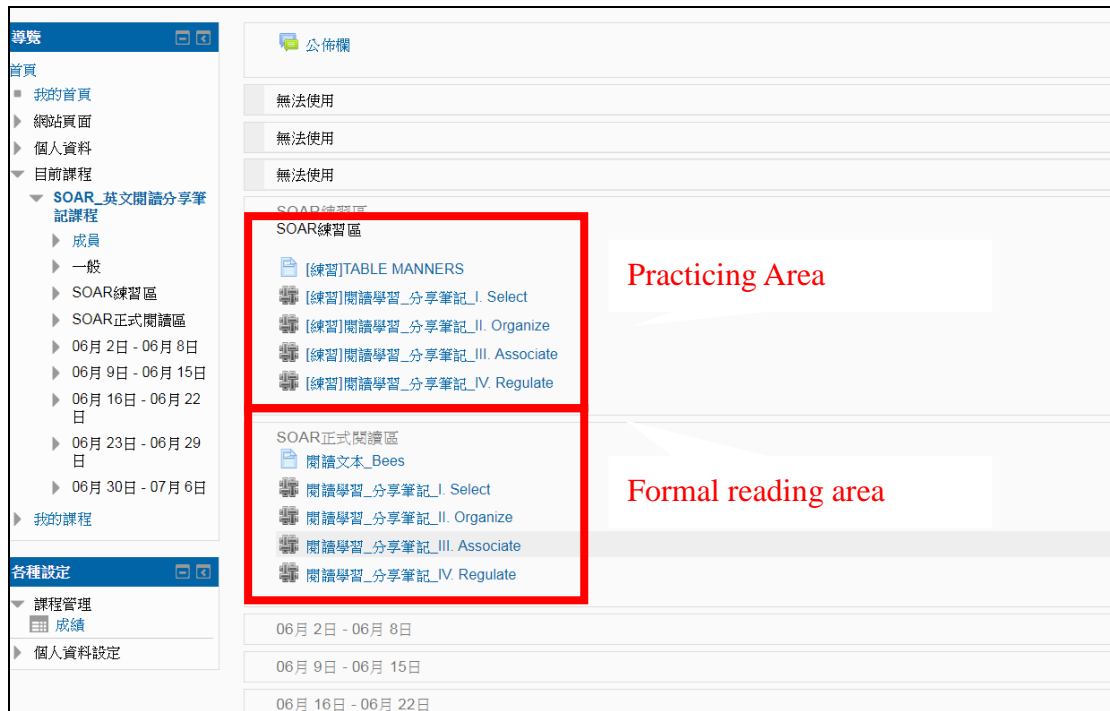 導覽
首頁
我的首頁
網站頁面
個人資料
目前課程
SOAR_英文閱讀分享筆
記課程
成員
一般
SOAR練習區
SOAR正式閱讀區
06月 2日 - 06月 8日
06月 9日 - 06月 15日
06月 16日 - 06月 22
日
06月 23日 - 06月 29
日
06月 30日 - 07月 6日
我的課程
各種設定
課程管理
成績
個人資料設定
公佈欄
無法使用
無法使用
無法使用
SOAR練習區
SOAR練習區
[練習]TABLE MANNERS
[練習]閱讀學習_分享筆記_I. Select
[練習]閱讀學習_分享筆記_II. Organize
[練習]閱讀學習_分享筆記_III. Associate
[練習]閱讀學習_分享筆記_IV. Regulate
Practicing Area
SOAR正式閱讀區
閱讀文本_Bees
閱讀學習_分享筆記_I. Select
閱讀學習_分享筆記_II. Organize
閱讀學習_分享筆記_III. Associate
閱讀學習_分享筆記_IV. Regulate
Formal reading area
06月 2日 - 06月 8日
06月 9日 - 06月 15日
06月 16日 - 06月 22日